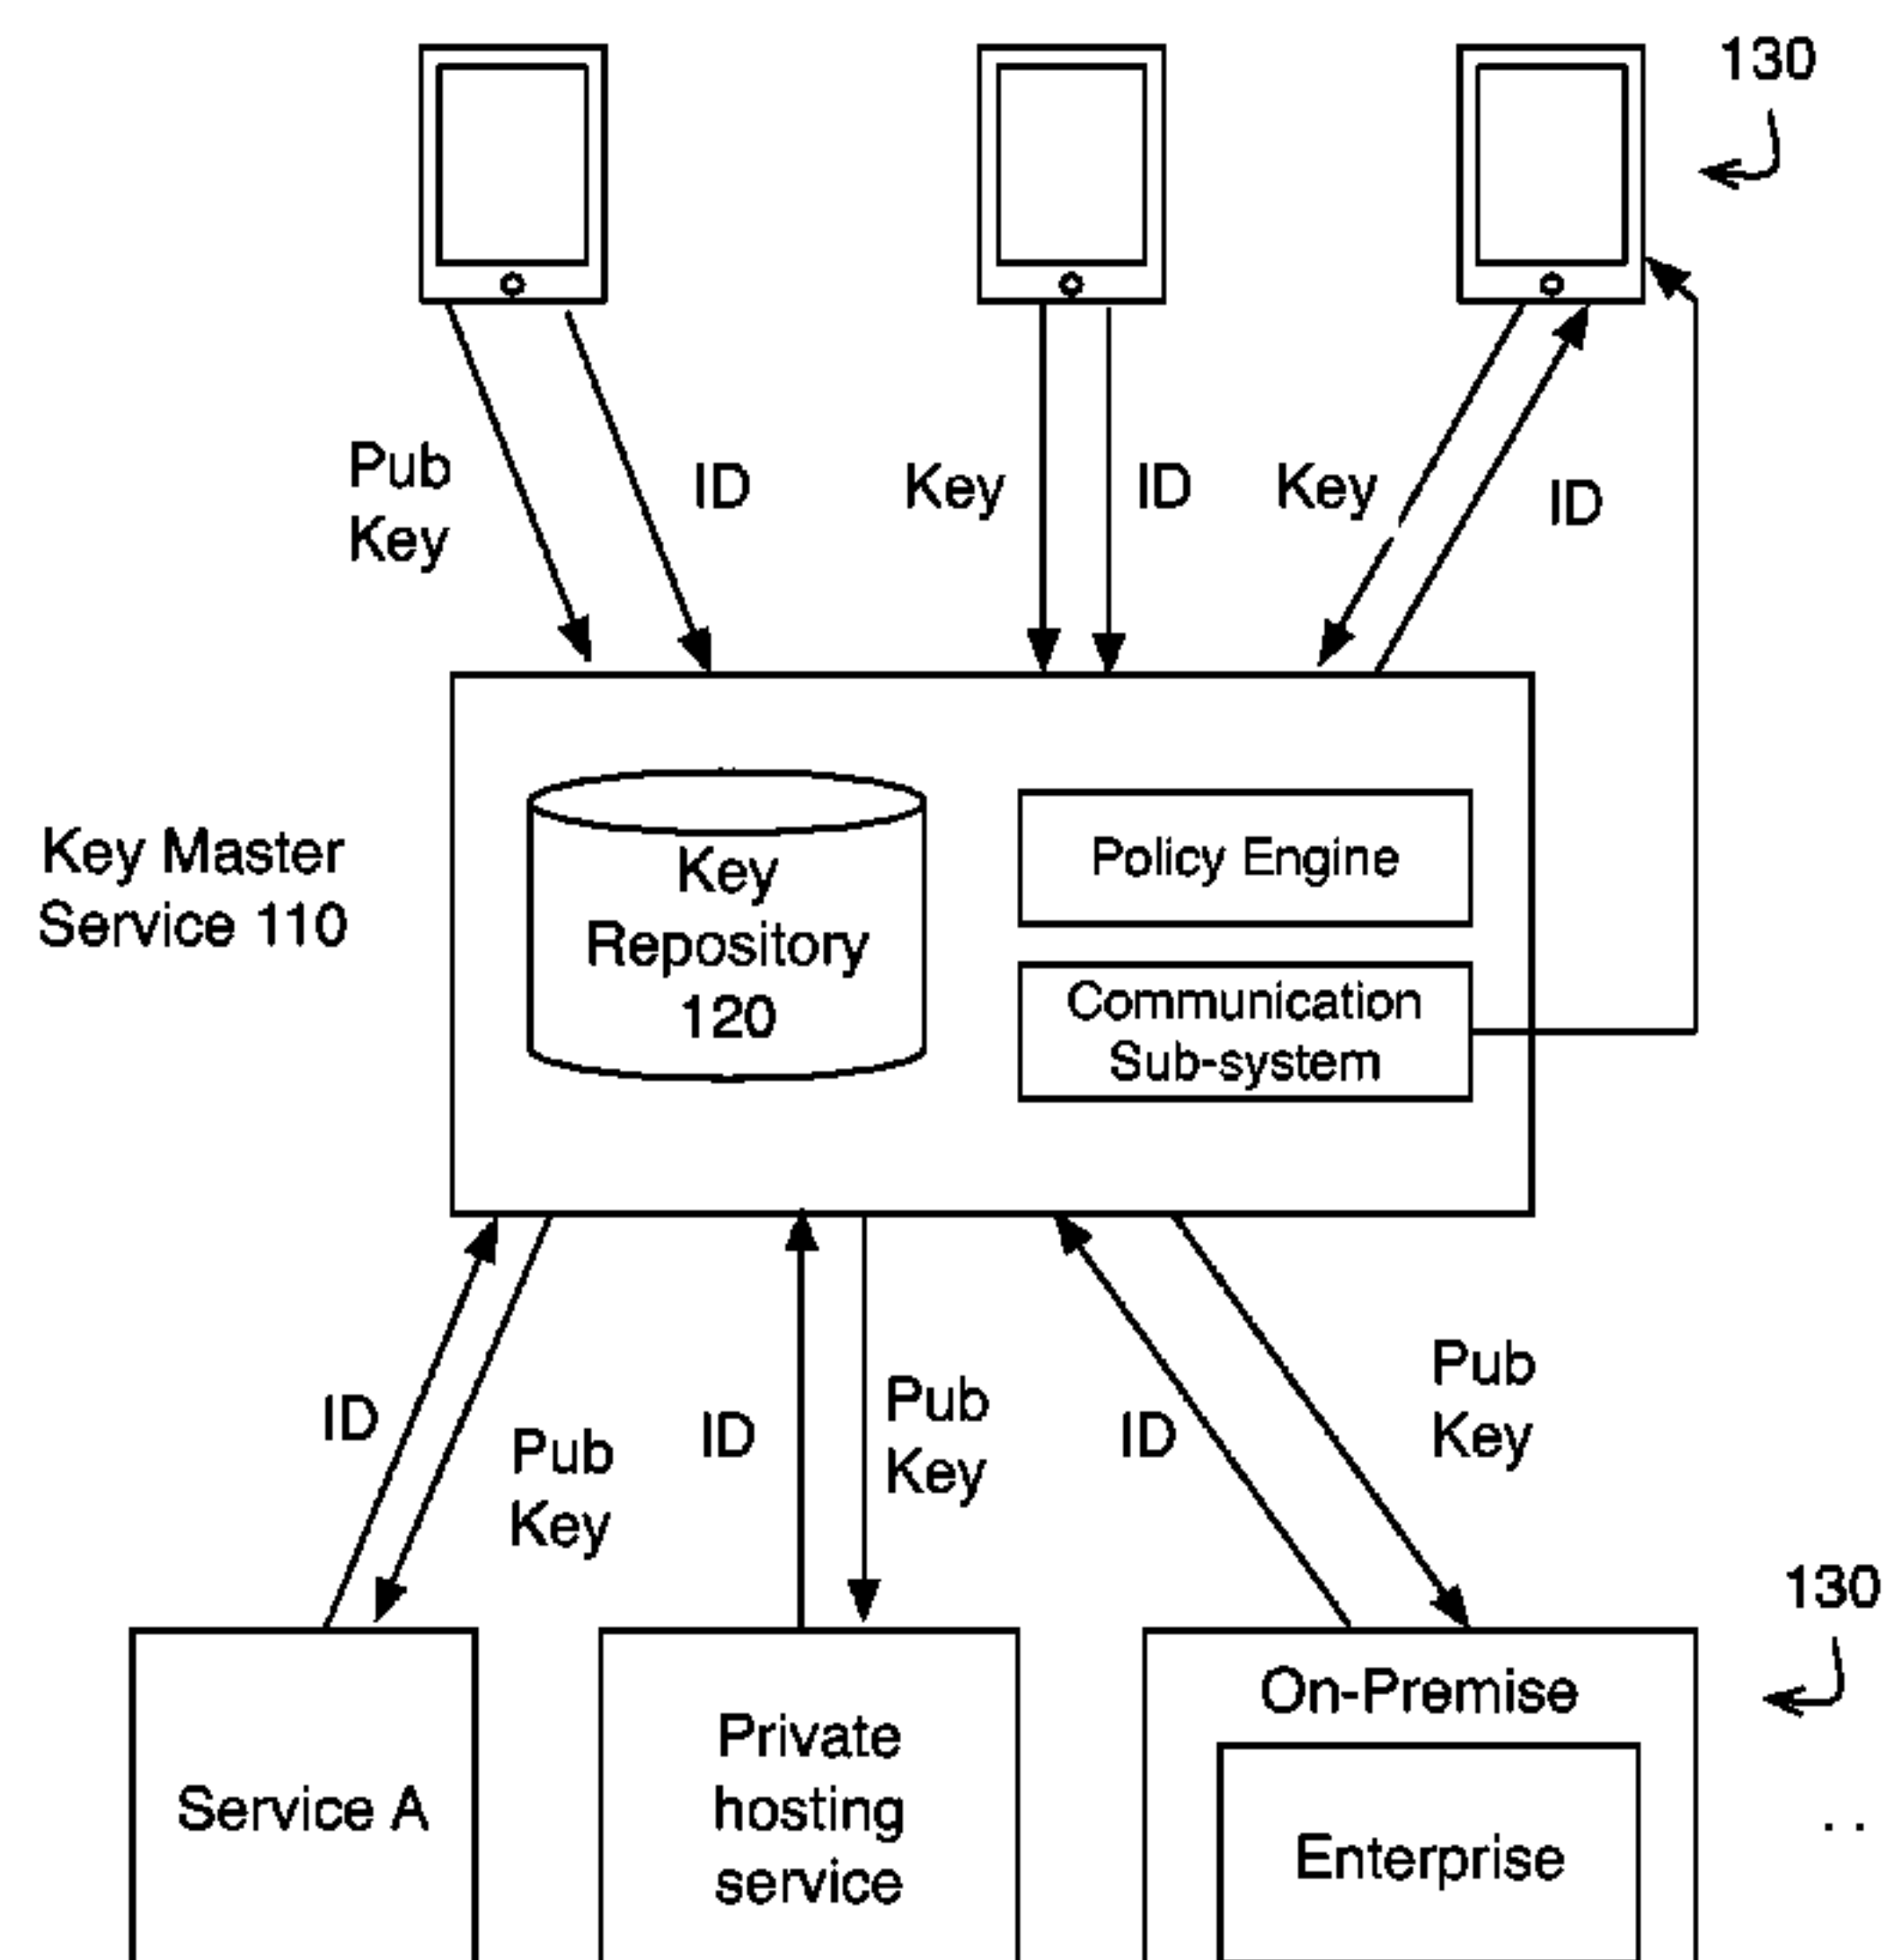 130
Pub
Key
ID
Key
ID
Key
ID
Key Master
Service 110
Key
Repository
120
Policy Engine
Communication
Sub-system
ID
Pub
Key
ID
Pub
Key
ID
Pub
Key
130
Service A
Private
hosting
service
On-Premise
Enterprise
. .